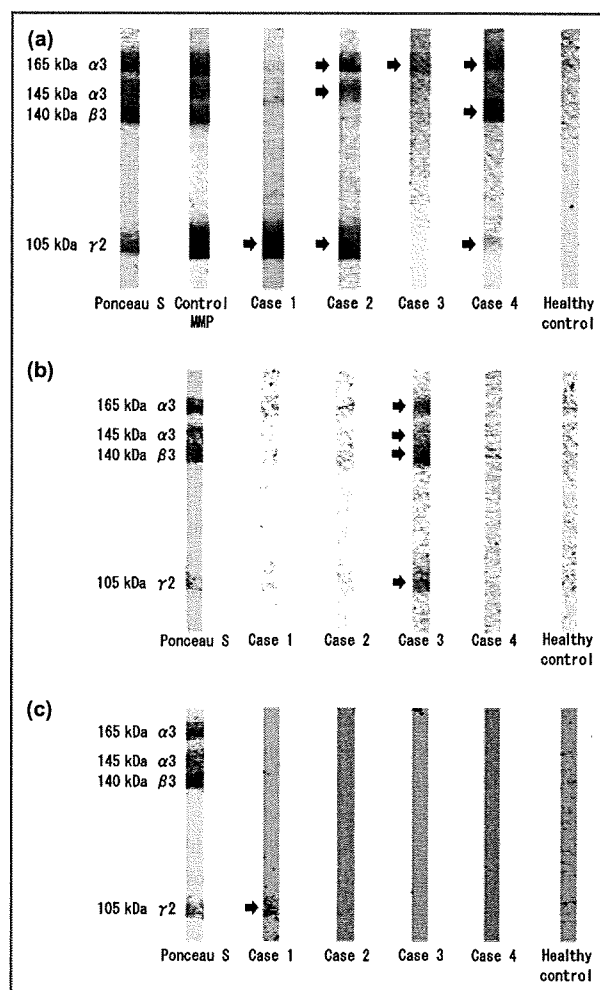 (a)
165 kDa α3
145 kDa α3
140 kDa β3
105 kDa γ2
Ponceau S Control MMP Case 1 Case 2 Case 3 Case 4 Healthy control
(b)
165 kDa α3
145 kDa α3
140 kDa β3
105 kDa γ2
Ponceau S Case 1 Case 2 Case 3 Case 4 Healthy control
(c)
165 kDa α3
145 kDa α3
140 kDa β3
105 kDa γ2
Ponceau S Case 1 Case 2 Case 3 Case 4 Healthy control